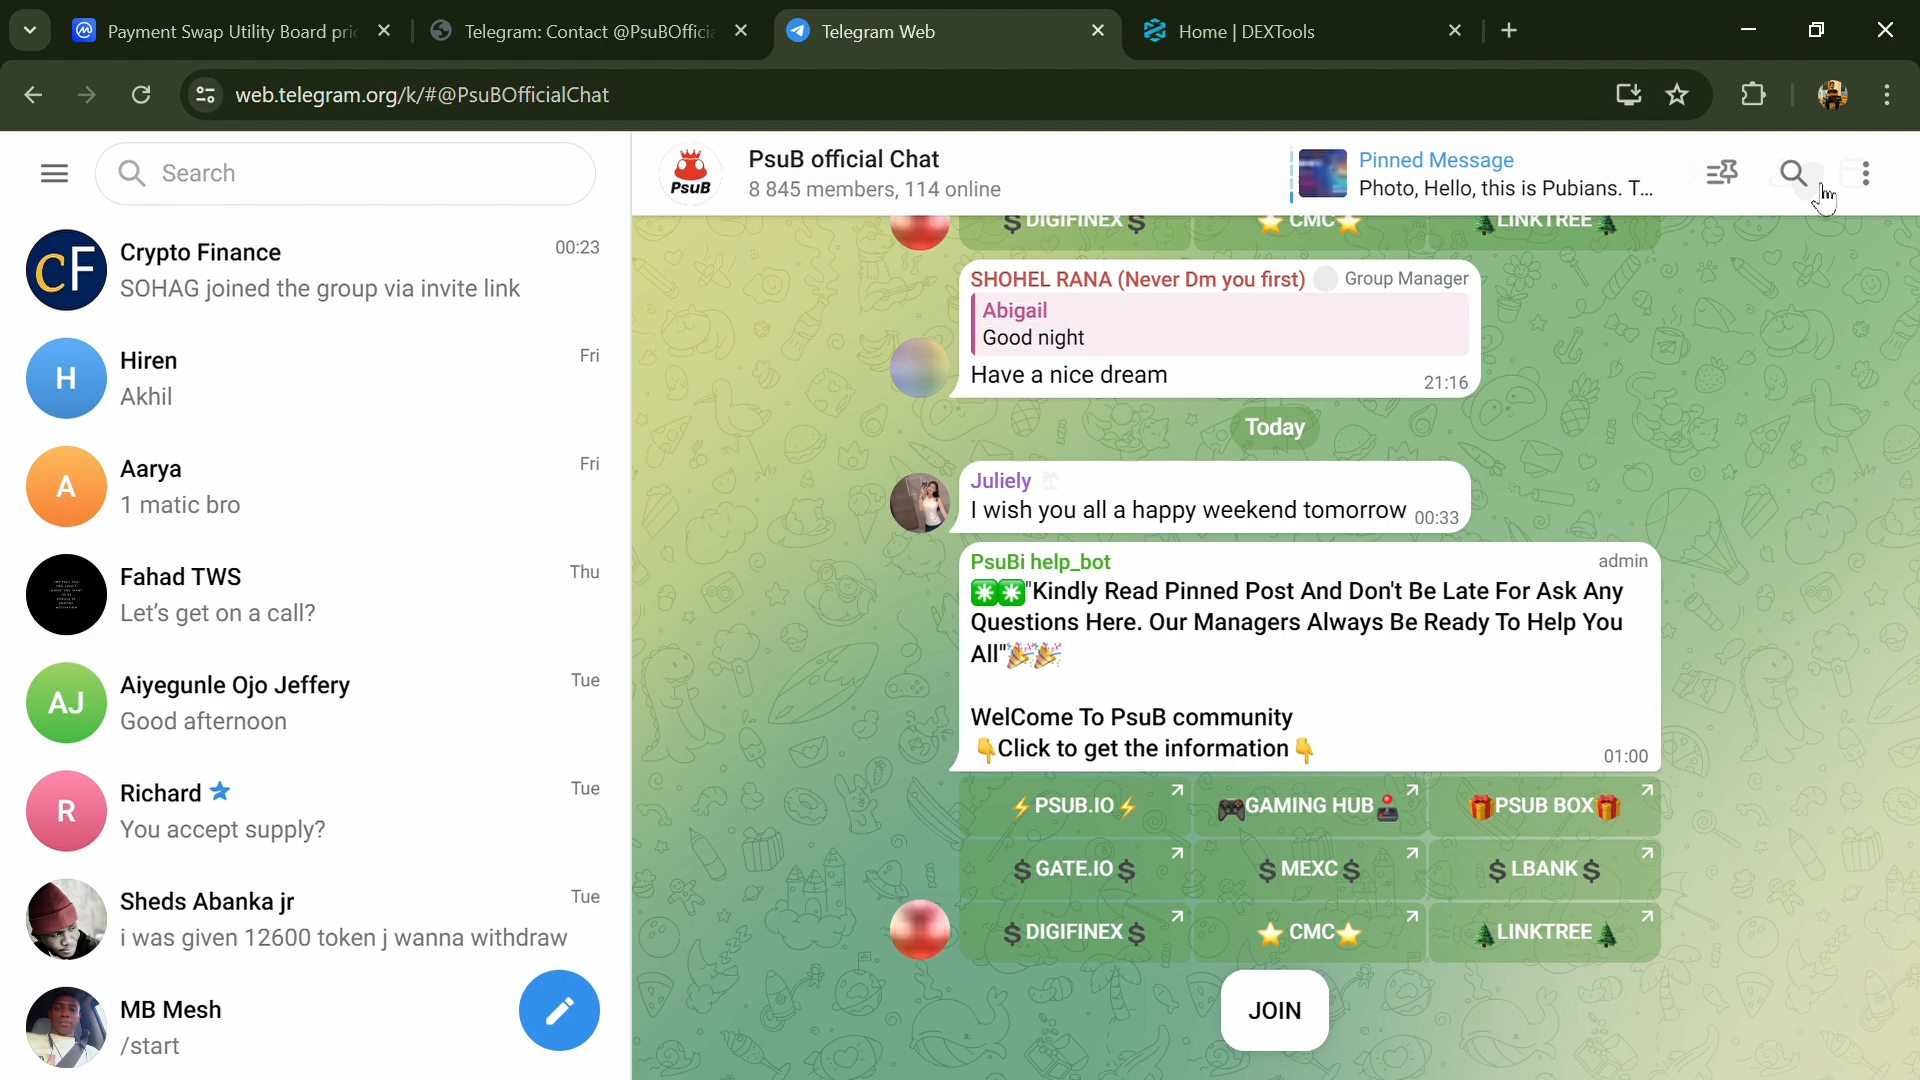 Payment Swap Utility Board pri
Telegram: Contact @PsuBOffici
Telegram Web
Home | DEXTools
web.telegram.org/k/#@PsuBOfficialChat
Search
Crypto Finance
00:23
SOHAG joined the group via invite link
Hiren
Fri
Akhil
Aarya
Fri
1 matic bro
Fahad TWS
Thu
Let's get on a call?
AJ
Aiyegunle Ojo Jeffery
Tue
Good afternoon
Richard
Tue
You accept supply?
Sheds Abanka jr
Tue
i was given 12600 token j wanna withdraw
MB Mesh
/start
CF
H
A
R
PsuB
PsuB official Chat
8 845 members, 114 online
Pinned Message
Photo, Hello, this is Pubians. T...
$DIGIFINEX$
CMC
LINKTREE
SHOHEL RANA (Never Dm you first) Group Manager
Abigail
Good night
Have a nice dream
21:16
Today
Juliely
I wish you all a happy weekend tomorrow 00:33
PsuBi help_bot
admin
"Kindly Read Pinned Post And Don't Be Late For Ask Any
Questions Here. Our Managers Always Be Ready To Help You
All"
WelCome To PsuB community
Click to get the information
01:00
PSUB.IO
GAMING HUB
PSUB BOX
$GATE.IO$
$MEXC$
$LBANK$
$DIGIFINEX$
CMC
LINKTREE
JOIN